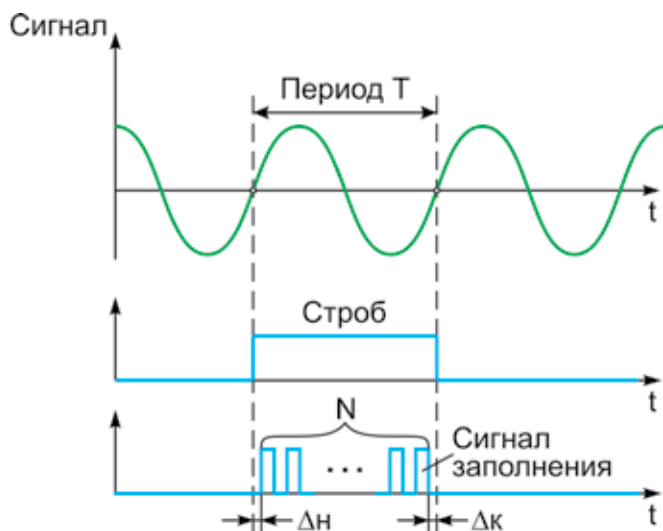 Сигнал
Период T
t
Строб
t
N
Сигнал
заполнения
...
t
Δн
Δк